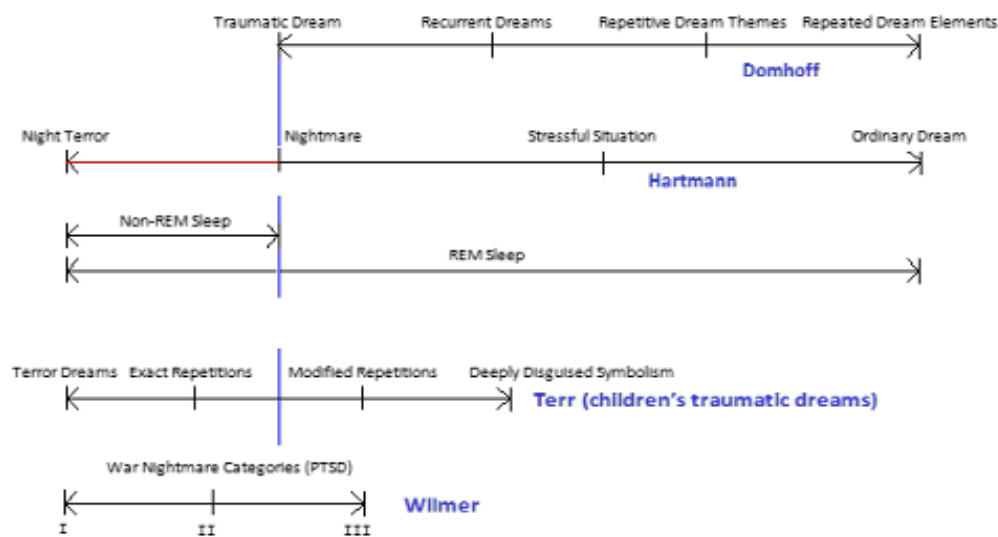 Traumatic Dream Recurrent Dreams Repetitive Dream Themes Repeated Dream Elements
Domhoff
Night Terror Nightmare Stressful Situation Ordinary Dream
Hartmann
Non-REM Sleep
REM Sleep
Terror Dreams Exact Repetitions Modified Repetitions Deeply Disguised Symbolism
Terr (children's traumatic dreams)
War Nightmare Categories (PTSD)
Wilmer
I II III